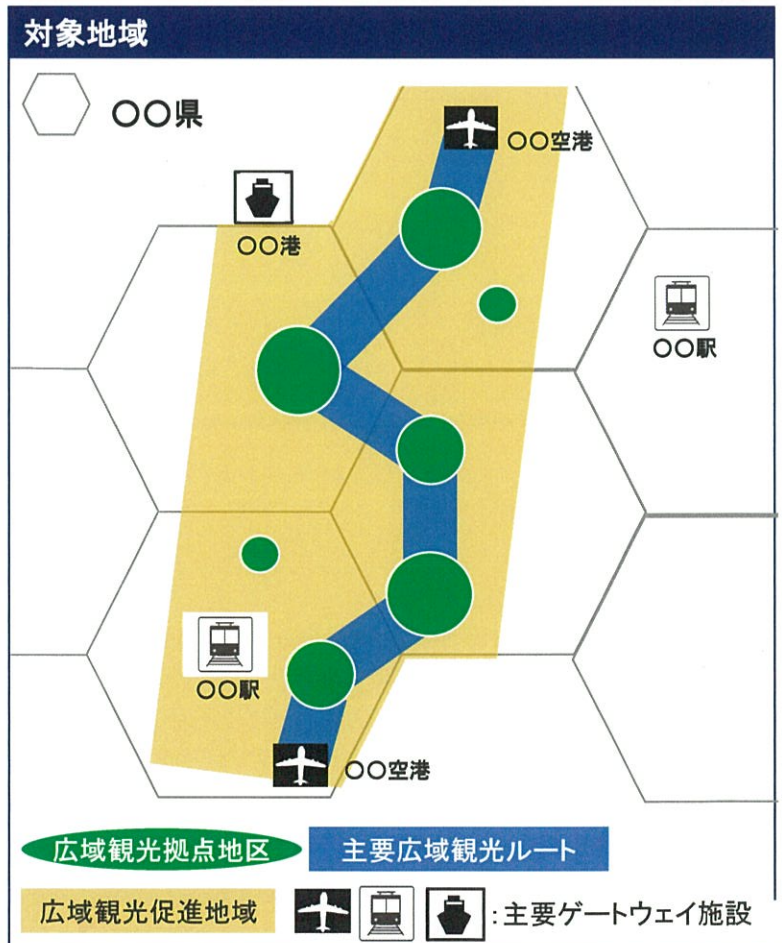 対象地域
〇〇県
〇〇空港
〇〇港
〇〇駅
〇〇駅
〇〇空港
広域観光拠点地区
主要広域観光ルート
広域観光促進地域
:主要ゲートウェイ施設